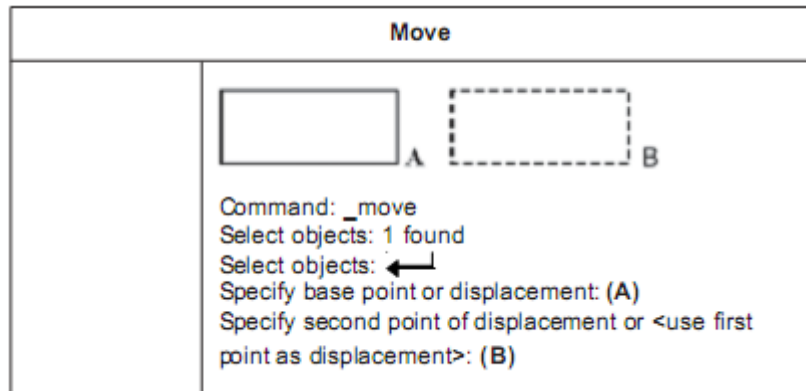 Move
A B
Command: _move
Select objects: 1 found
Select objects:
Specify base point or displacement: (A)
Specify second point of displacement or <use first
point as displacement>: (B)